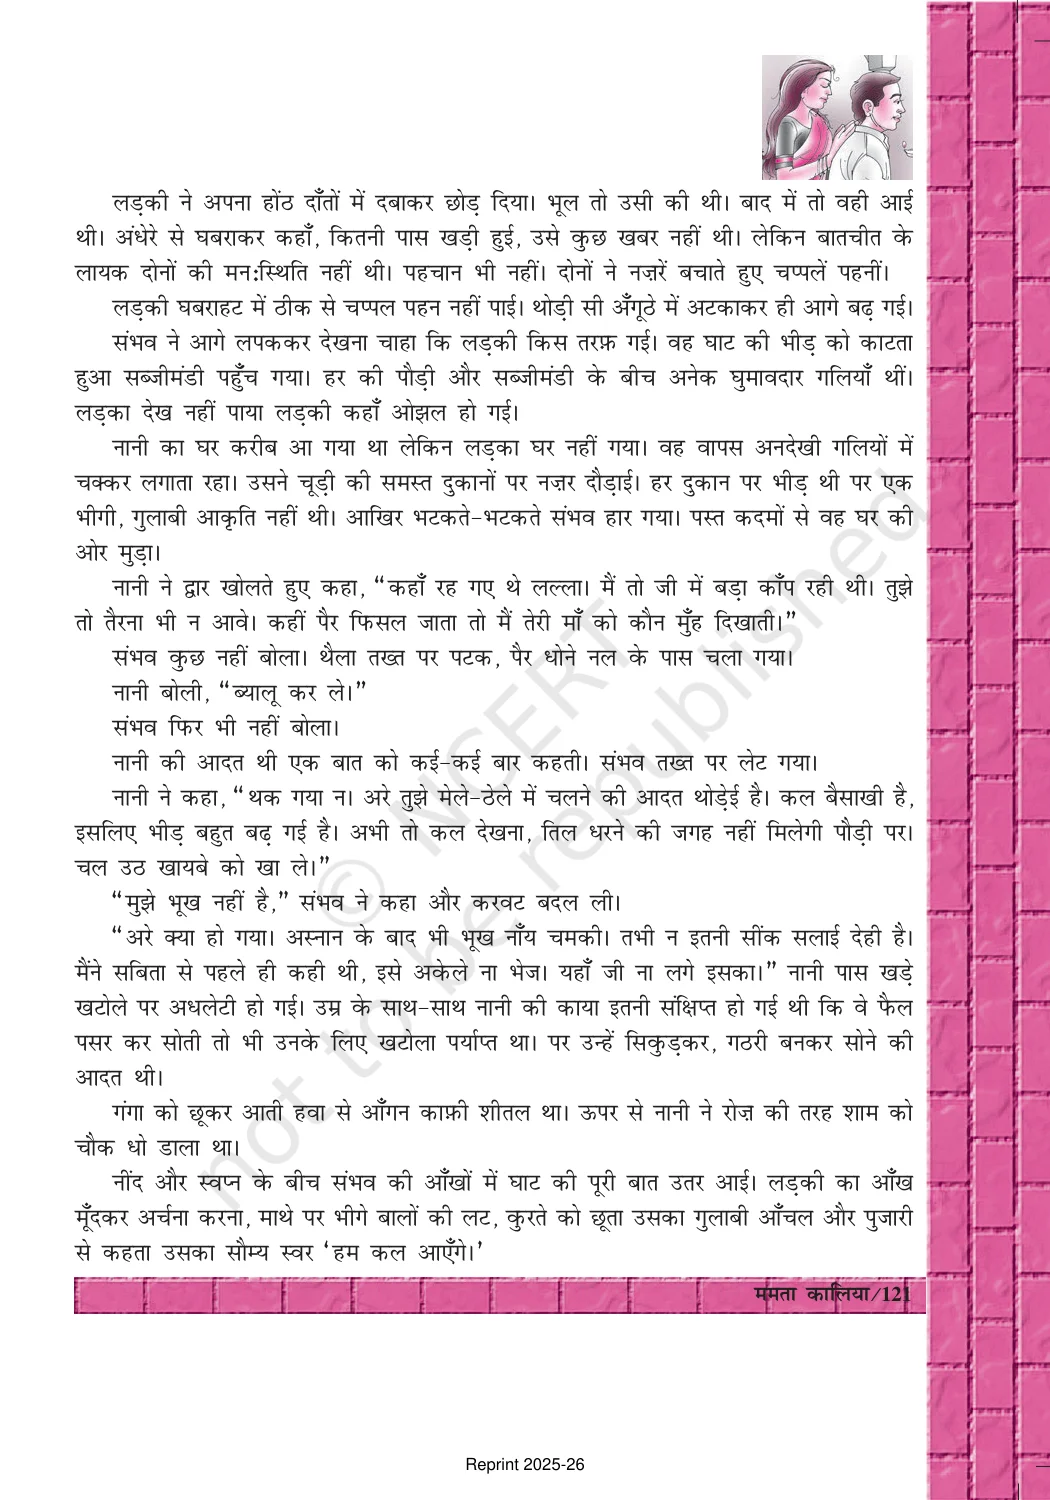 लड़की ने अपना होंठ दाँतों में दबाकर छोड़ दिया। भूल तो उसी की थी। बाद में तो वही आई
थी। अंधेरे से घबराकर कहाँ, कितनी पास खड़ी हुई, उसे कुछ खबर नहीं थी। लेकिन बातचीत के
लायक दोनों की मन:स्थिति नहीं थी। पहचान भी नहीं। दोनों ने नज़रें बचाते हुए चप्पलें पहनीं।
लड़की घबराहट में ठीक से चप्पल पहन नहीं पाई। थोड़ी सी अँगूठे में अटकाकर ही आगे बढ़ गई।
संभव ने आगे लपककर देखना चाहा कि लड़की किस तरफ़ गई। वह घाट की भीड़ को काटता
हुआ सब्जीमंडी पहुँच गया। हर की पौड़ी और सब्जीमंडी के बीच अनेक घुमावदार गलियाँ थीं।
लड़का देख नहीं पाया लड़की कहाँ ओझल हो गई।
नानी का घर करीब आ गया था लेकिन लड़का घर नहीं गया। वह वापस अनदेखी गलियों में
चक्कर लगाता रहा। उसने चूड़ी की समस्त दुकानों पर नज़र दौड़ाई। हर दुकान पर भीड़ थी पर एक
भीगी, गुलाबी आकृति नहीं थी। आखिर भटकते-भटकते संभव हार गया। पस्त कदमों से वह घर की
ओर मुड़ा।
नानी ने द्वार खोलते हुए कहा, “कहाँ रह गए थे लल्ला। मैं तो जी में बड़ा काँप रही थी। तुझे
तो तैरना भी न आवे। कहीं पैर फिसल जाता तो मैं तेरी माँ को कौन मुँह दिखाती।”
संभव कुछ नहीं बोला। थैला तख्त पर पटक, पैर धोने नल के पास चला गया।
नानी बोली, “ब्यालू कर ले।”
संभव फिर भी नहीं बोला।
नानी की आदत थी एक बात को कई-कई बार कहती। संभव तख्त पर लेट गया।
नानी ने कहा, “थक गया न। अरे तुझे मेले-ठेले में चलने की आदत थोड़ेई है। कल बैसाखी है,
इसलिए भीड़ बहुत बढ़ गई है। अभी तो कल देखना, तिल धरने की जगह नहीं मिलेगी पौड़ी पर।
चल उठ खायबे को खा ले।”
“मुझे भूख नहीं है,” संभव ने कहा और करवट बदल ली।
“अरे क्या हो गया। अस्नान के बाद भी भूख नाँय चमकी। तभी न इतनी सींक सलाई देही है।
मैंने सबिता से पहले ही कही थी, इसे अकेले ना भेज। यहाँ जी ना लगे इसका।” नानी पास खड़े
खटोले पर अधलेटी हो गई। उम्र के साथ-साथ नानी की काया इतनी संक्षिप्त हो गई थी कि वे फैल
पसर कर सोती तो भी उनके लिए खटोला पर्याप्त था। पर उन्हें सिकुड़कर, गठरी बनकर सोने की
आदत थी।
गंगा को छूकर आती हवा से आँगन काफ़ी शीतल था। ऊपर से नानी ने रोज़ की तरह शाम को
चौक धो डाला था।
नींद और स्वप्न के बीच संभव की आँखों में घाट की पूरी बात उतर आई। लड़की का आँख
मूँदकर अर्चना करना, माथे पर भीगे बालों की लट, कुरते को छूता उसका गुलाबी आँचल और पुजारी
से कहता उसका सौम्य स्वर ‘हम कल आएँगे।’
ममता कालिया/121
© NCERT
not to be republished
Reprint 2025-26